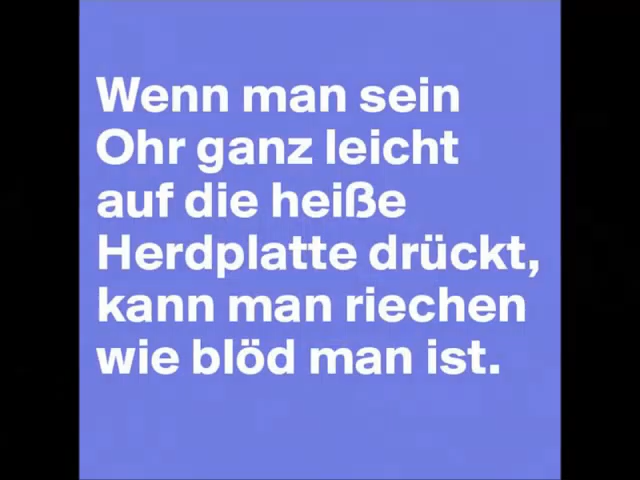 Wenn man sein
Ohr ganz leicht
auf die heiße
Herdplatte drückt,
kann man riechen
wie blöd man ist.